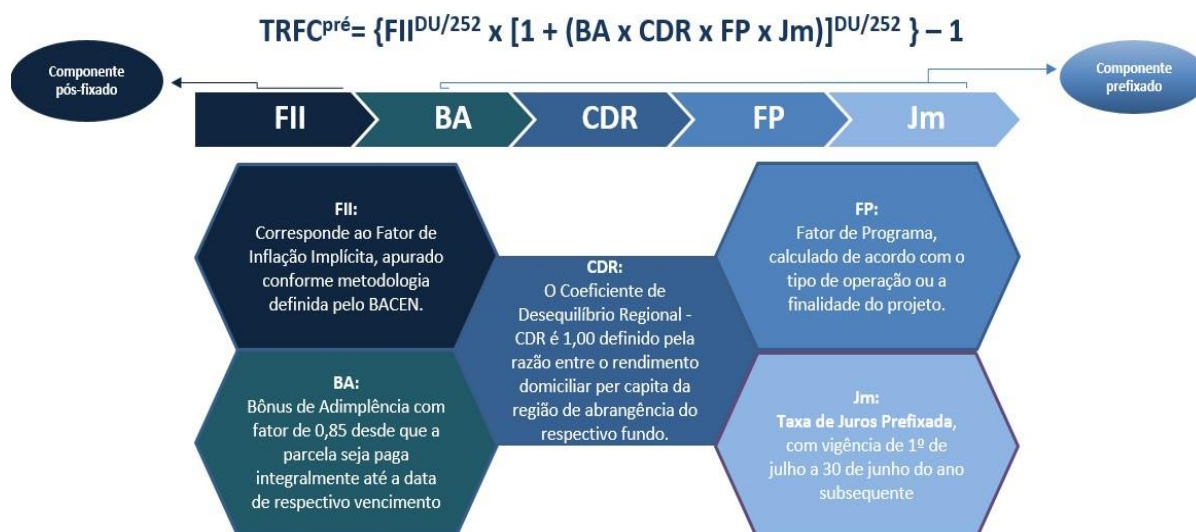 TRFCpré= {FIIDU/252 x [1 + (BA x CDR x FP x Jm)]DU/252 } – 1
Componente
pós-fixado
Componente
prefixado
FII
BA
CDR
FP
Jm
FII:
Corresponde ao Fator de
Inflação Implícita, apurado
conforme metodologia
definida pelo BACEN.
BA:
Bônus de Adimplência com
fator de 0,85 desde que a
parcela seja paga
integralmente até a data
de respectivo vencimento
CDR:
O Coeficiente de
Desequilíbrio Regional -
CDR é 1,00 definido pela
razão entre o rendimento
domiciliar per capita da
região de abrangência do
respectivo fundo.
FP:
Fator de Programa,
calculado de acordo com o
tipo de operação ou a
finalidade do projeto.
Jm:
Taxa de Juros Prefixada,
com vigência de 1º de
julho a 30 de junho do ano
subsequente